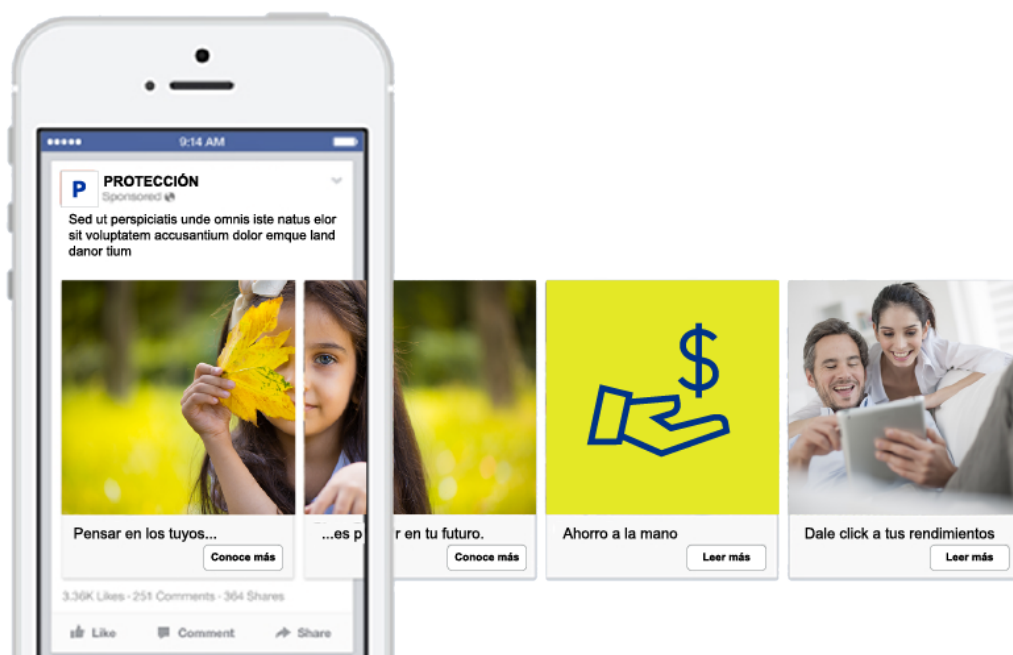 9:14 AM
P
PROTECCIÓN
Sponsored
Sed ut perspiciatis unde omnis iste natus elor
sit voluptatem accusantium dolor emque land
danor tium
$
Pensar en los tuyos...
Conoce más
...es p r en tu futuro.
Conoce más
Ahorro a la mano
Leer más
Dale click a tus rendimientos
Leer más
3.36K Likes - 251 Comments - 364 Shares
Like Comment Share